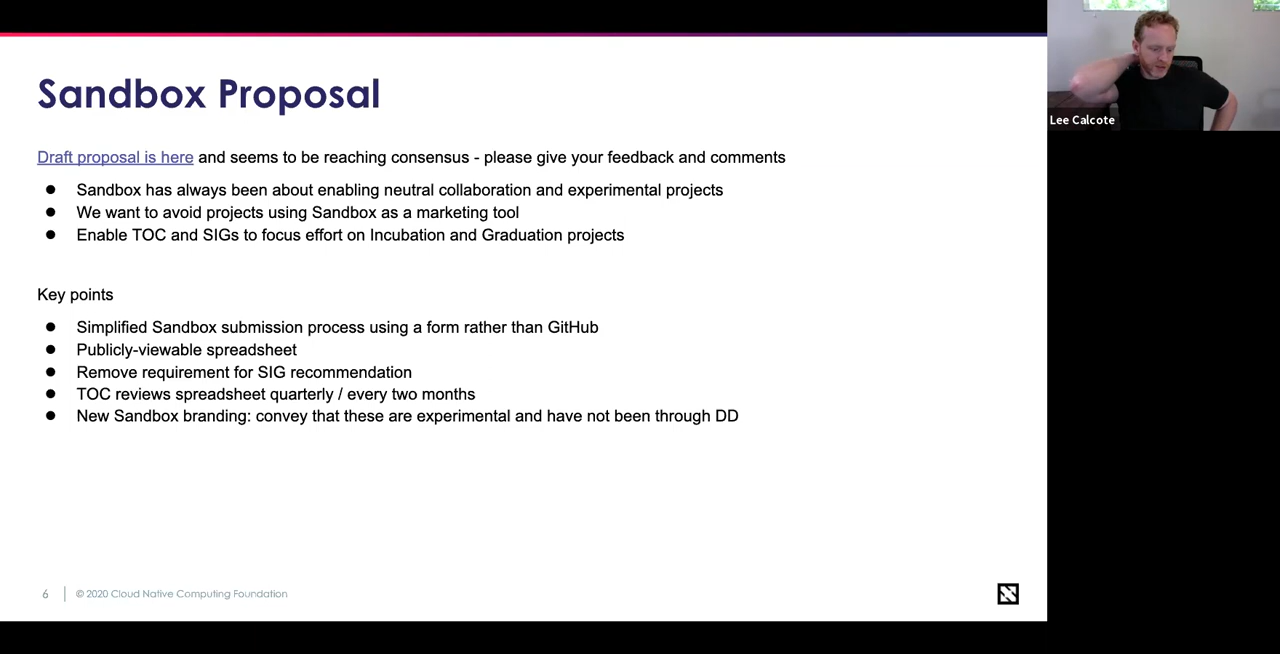 Sandbox Proposal
Draft proposal is here and seems to be reaching consensus - please give your feedback and comments
● Sandbox has always been about enabling neutral collaboration and experimental projects
● We want to avoid projects using Sandbox as a marketing tool
● Enable TOC and SIGs to focus effort on Incubation and Graduation projects
Key points
● Simplified Sandbox submission process using a form rather than GitHub
● Publicly-viewable spreadsheet
● Remove requirement for SIG recommendation
● TOC reviews spreadsheet quarterly / every two months
● New Sandbox branding: convey that these are experimental and have not been through DD
6 | © 2020 Cloud Native Computing Foundation
Lee Calcote